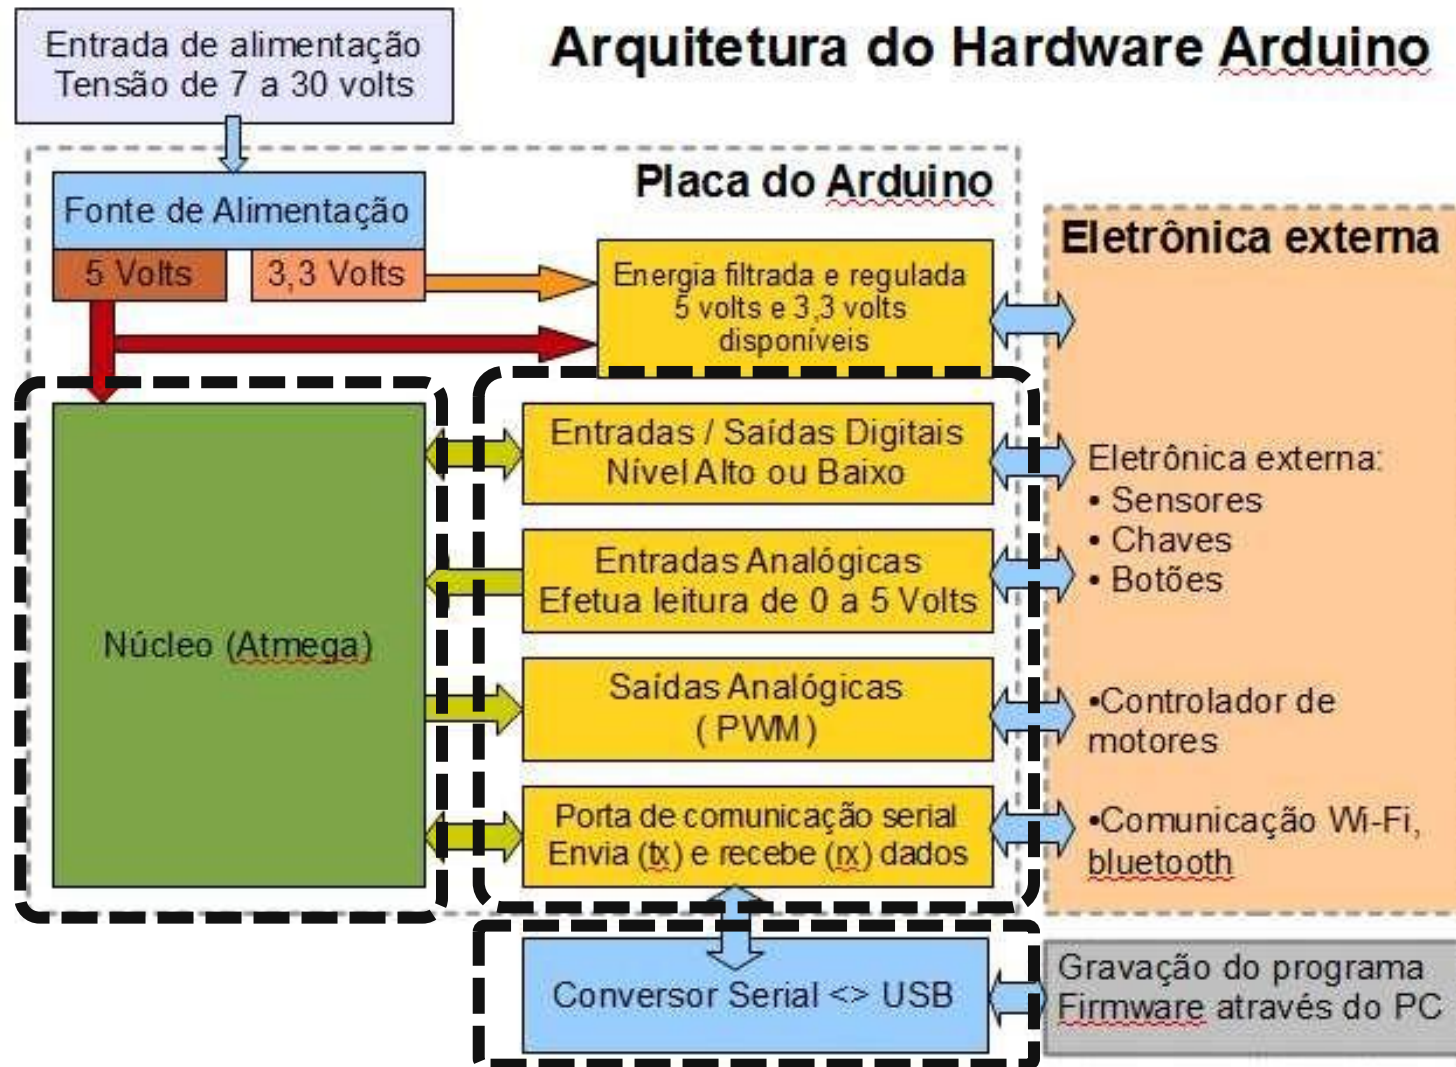 Entrada de alimentação
Tensão de 7 a 30 volts
Arquitetura do Hardware Arduino
Placa do Arduino
Fonte de Alimentação
5 Volts
3,3 Volts
Energia filtrada e regulada
5 volts e 3,3 volts
disponíveis
Eletrônica externa
Núcleo (Atmega)
Entradas / Saídas Digitais
Nível Alto ou Baixo
Entradas Analógicas
Efetua leitura de 0 a 5 Volts
Saídas Analógicas
( PWM )
Porta de comunicação serial
Envia (tx) e recebe (rx) dados
Eletrônica externa:
• Sensores
• Chaves
• Botões
•Controlador de
motores
•Comunicação Wi-Fi,
bluetooth
Conversor Serial <> USB
Gravação do programa
Firmware através do PC